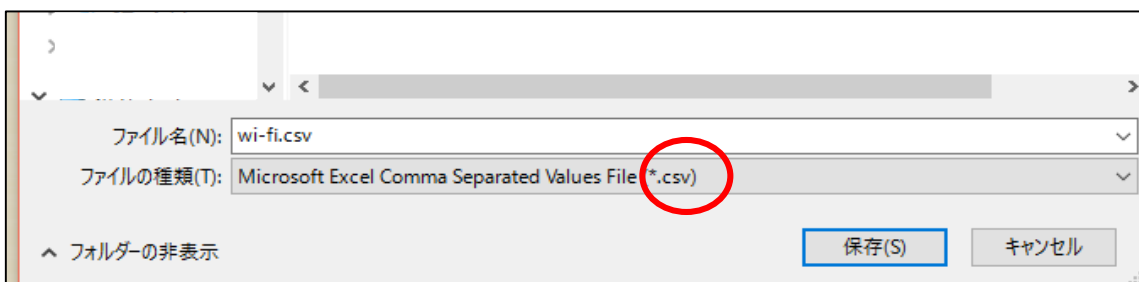 ファイル名(N): wi-fi.csv
ファイルの種類(T): Microsoft Excel Comma Separated Values File (*.csv)
フォルダーの非表示 保存(S) キャンセル